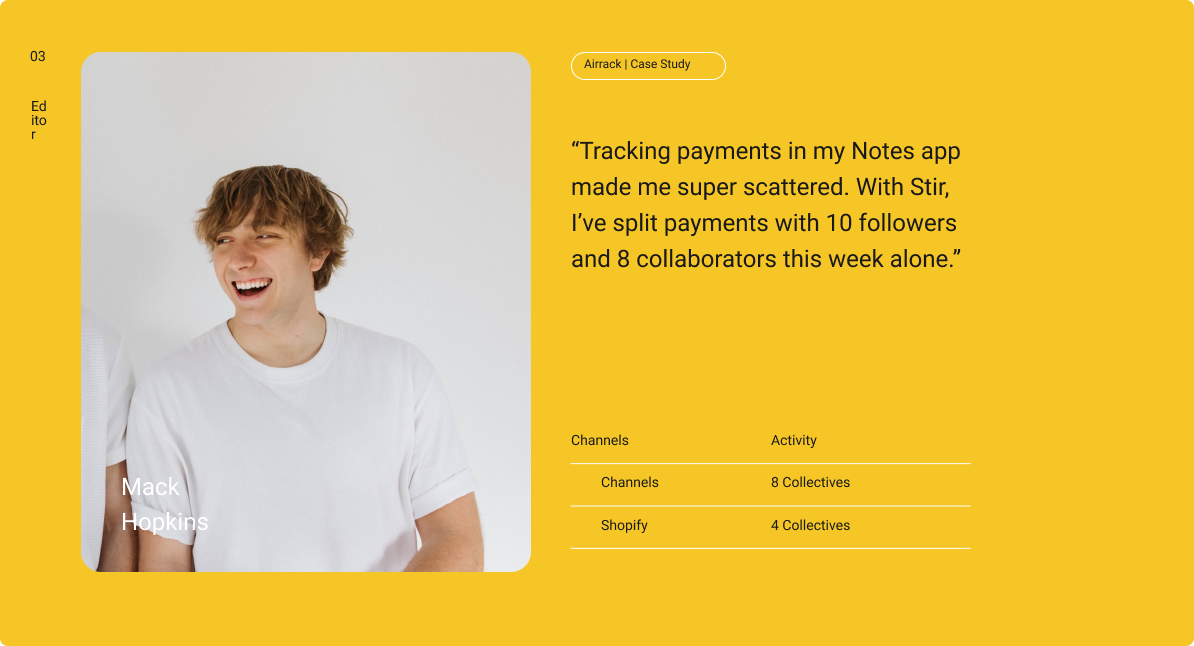 03
Ed
ito
r
Mack
Hopkins
Airrack | Case Study
“Tracking payments in my Notes app
made me super scattered. With Stir,
I’ve split payments with 10 followers
and 8 collaborators this week alone.”
Channels Activity
Channels 8 Collectives
Shopify 4 Collectives